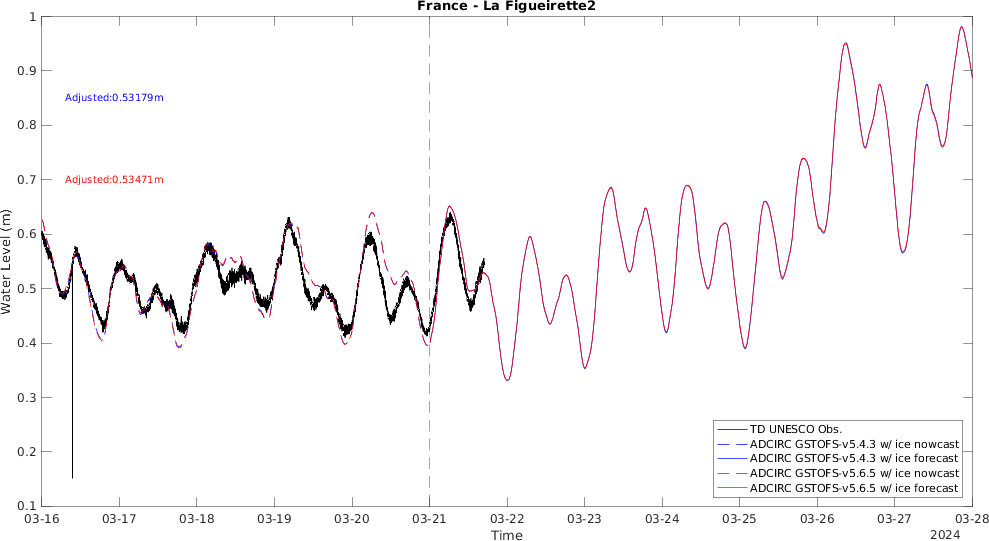 France - La Figueirette2
1
0.9
0.8
0.7
0.6
0.5
0.4
0.3
0.2
0.1
Water Level (m)
Adjusted:0.53179m
Adjusted:0.53471m
TD UNESCO Obs.
ADCIRC GSTOFS-v5.4.3 w/ ice nowcast
ADCIRC GSTOFS-v5.4.3 w/ ice forecast
ADCIRC GSTOFS-v5.6.5 w/ ice nowcast
ADCIRC GSTOFS-v5.6.5 w/ ice forecast
03-16 03-17 03-18 03-19 03-20 03-21 03-22 03-23 03-24 03-25 03-26 03-27 03-28
Time
2024